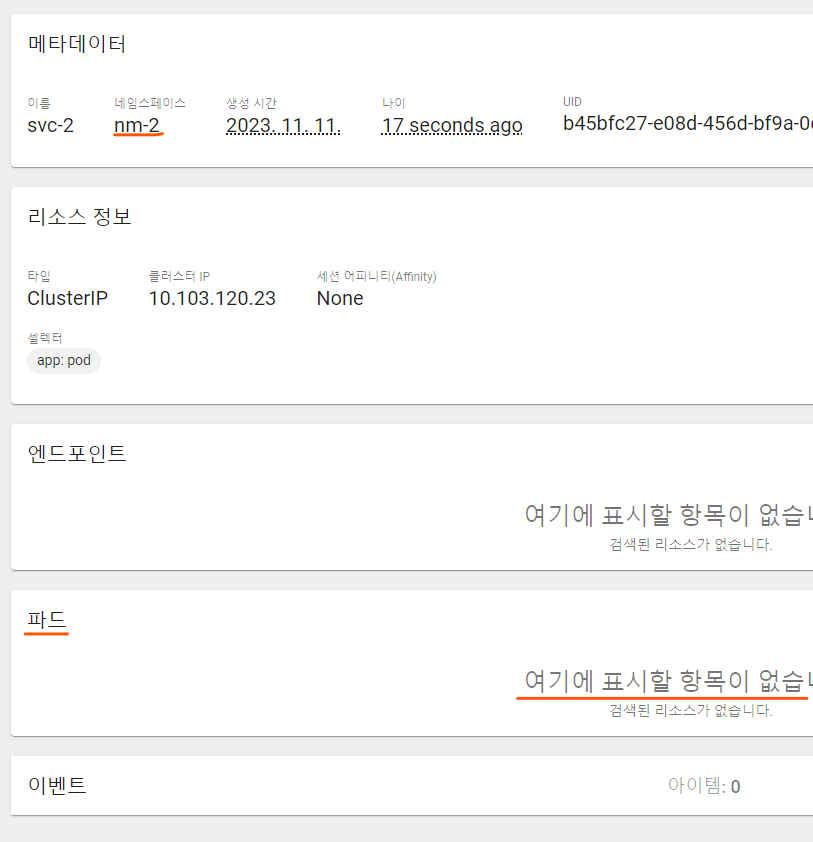 메타데이터
이름 네임스페이스 생성 시간 나이 UID
svc-2 nm-2 2023. 11. 11. 17 seconds ago b45bfc27-e08d-456d-bf9a-0
리소스 정보
타입 클러스터 IP 세션 어피니티(Affinity)
ClusterIP 10.103.120.23 None
셀렉터
app: pod
엔드포인트
여기에 표시할 항목이 없습
검색된 리소스가 없습니다.
파드
여기에 표시할 항목이 없습
검색된 리소스가 없습니다.
이벤트 아이템: 0